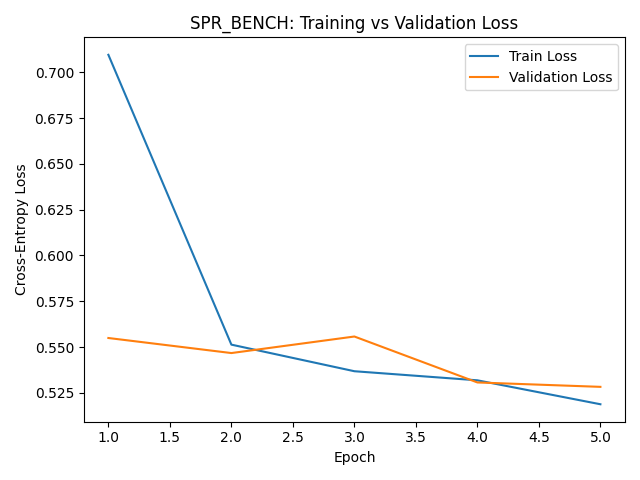 SPR_BENCH: Training vs Validation Loss
Train Loss
Validation Loss
Cross-Entropy Loss
0.700
0.675
0.650
0.625
0.600
0.575
0.550
0.525
1.0 1.5 2.0 2.5 3.0 3.5 4.0 4.5 5.0
Epoch